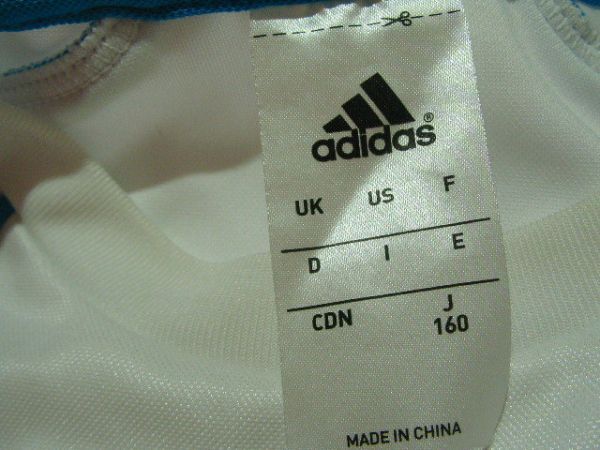 adidas®
UK US F
D I E
CDN J
160
MADE IN CHINA